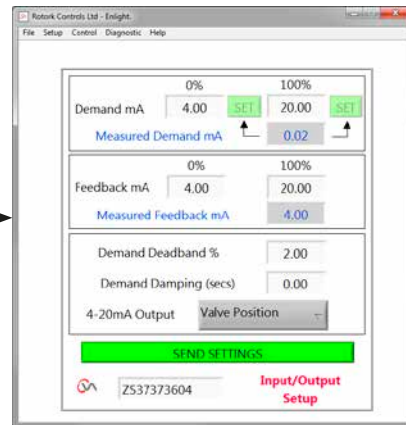 Rotork Controls Ltd - Enlight.
File Setup Control Diagnostic Help
0% 100%
Demand mA 4.00 SET 20.00 SET
Measured Demand mA 0.02
0% 100%
Feedback mA 4.00 20.00
Measured Feedback mA 4.00
Demand Deadband % 2.00
Demand Damping (secs) 0.00
4-20mA Output Valve Position
SEND SETTINGS
ZS37373604 Input/Output
Setup